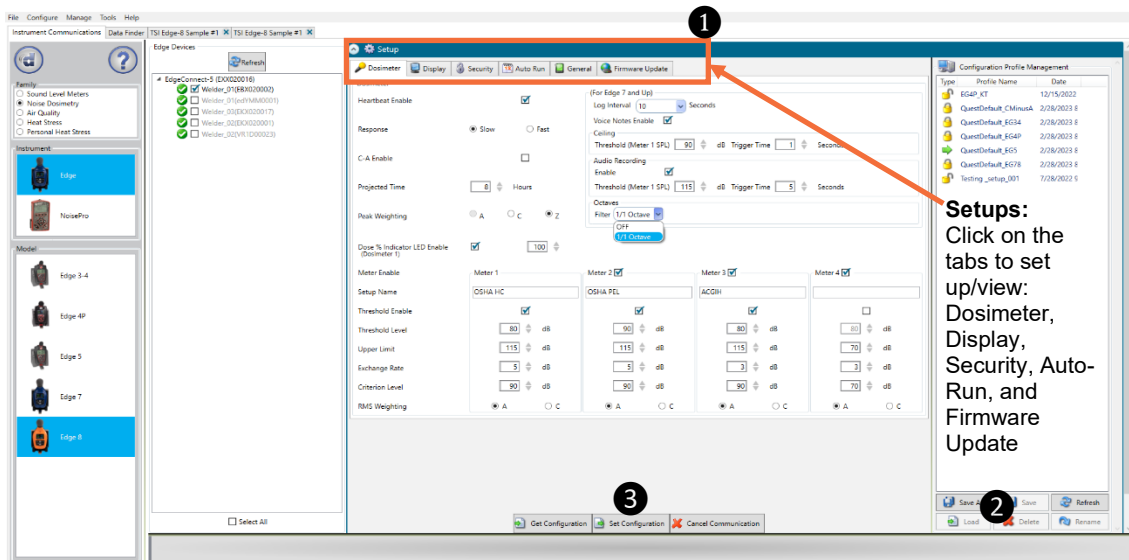 File Configure Manage Tools Help
Instrument Communications Data Finder TSI Edge-8 Sample #1 TSI Edge-8 Sample #1
1
Family
Sound Level Meters
Noise Dosimetry
Air Quality
Heat Stress
Personal Heat Stress
Instrument
Edge
NoisePro
Model
Edge 3-4
Edge 4P
Edge 5
Edge 7
Edge 8
Edge Devices
Refresh
EdgeConnect-5 (EXX020016)
Welder_01(EBX020002)
Welder_01(edYMM0001)
Welder_03(EKX020017)
Welder_02(EXX020001)
Welder_02(VR1D00023)
Select All
Setup
Dosimeter Display Security Auto Run General Firmware Update
Heartbeat Enable
Response Slow Fast
C-A Enable
Projected Time 8 Hours
Peak Weighting A C Z
Dose % Indicator LED Enable 100
(Dosimeter 1)
(For Edge 7 and Up)
Log Interval 10 Seconds
Voice Notes Enable
Ceiling
Threshold (Meter 1 SPL) 90 dB Trigger Time 1 Seconds
Audio Recording
Enable
Threshold (Meter 1 SPL) 115 dB Trigger Time 5 Seconds
Octaves
Filter 1/1 Octave
OFF
1/1 Octave
Meter Enable Meter 1 Meter 2 Meter 3 Meter 4
Setup Name OSHA HC OSHA PEL ACGIH
Threshold Enable
Threshold Level 80 dB 90 dB 80 dB 80 dB
Upper Limit 115 dB 115 dB 115 dB 70 dB
Exchange Rate 5 dB 5 dB 3 dB 3 dB
Criterion Level 90 dB 90 dB 90 dB 70 dB
RMS Weighting A C A C A C A C
3
Get Configuration Set Configuration Cancel Communication
Configuration Profile Management
Type Profile Name Date
EG4P_KT 12/15/2022
QuestDefault_CMinusA 2/28/2023 8
QuestDefault_EG34 2/28/2023 8
QuestDefault_EG4P 2/28/2023 8
QuestDefault_EG5 2/28/2023 8
QuestDefault_EG78 2/28/2023 8
Testing _setup_001 7/28/2022 9
Setups:
Click on the
tabs to set
up/view:
Dosimeter,
Display,
Security, Auto-
Run, and
Firmware
Update
Save Save Refresh
2
Load Delete Rename